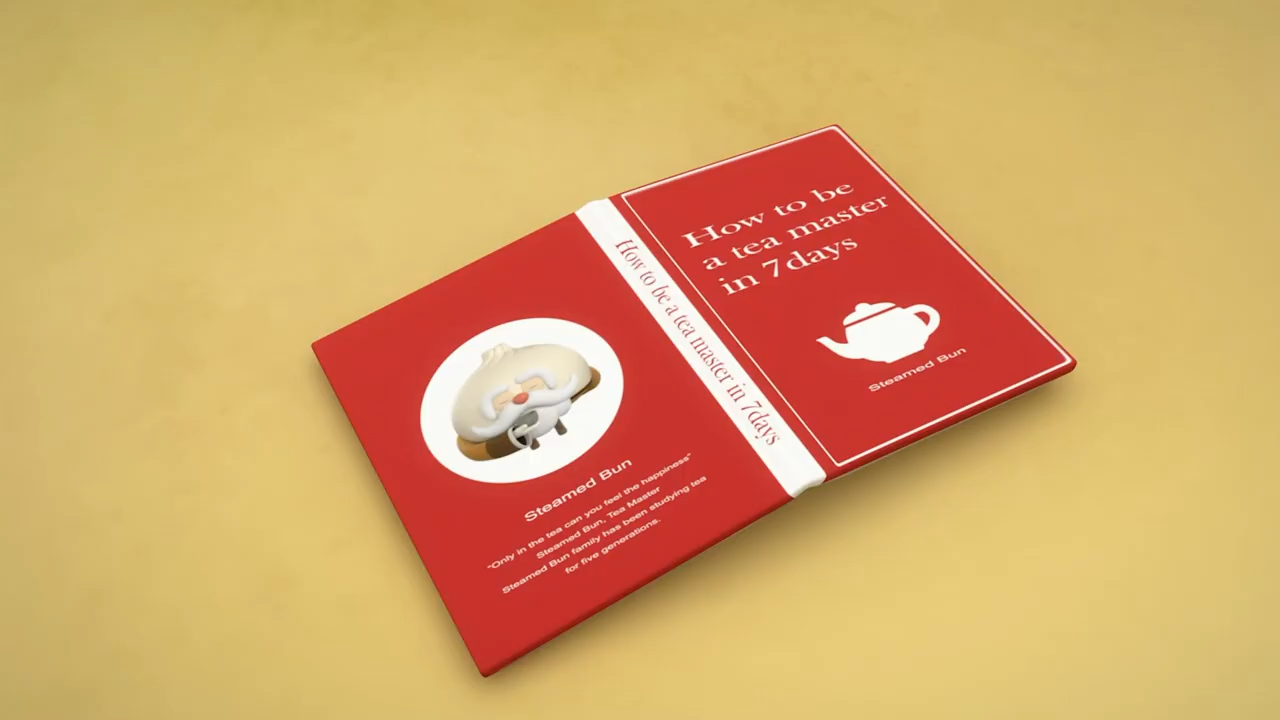 How to be
a tea master
in 7days
Steamed Bun
How to be a tea master in 7days
Steamed Bun
"Only in the tea can you feel the happiness"
Steamed Bun, Tea Master
Steamed Bun family has been studying tea
for five generations.